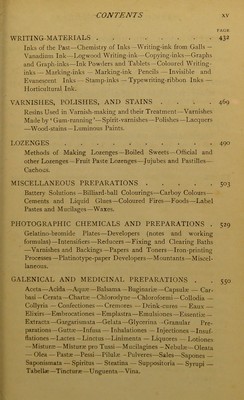 CONTENTS xv
PAGE
WRITING-MATERIALS . . . . . . . . 432
Inks of the Past—Chemistry of Inks—Writing-ink from Galls—
Vanadium Ink—Logwood Writing-ink—Copying-inks—Graphs
and Graph-inks—Ink Powders and Tablets—Coloured Writing-
inks — Marking-inks — Marking-ink Pencils — Invisible and
Evanescent Inks — Stamp-inks — Typewriting-ribbon Inks —
Horticultural Ink.
VARNISHES, POLISHES, AND STAINS . . . . 469
Resins Used in Varnish-making and their Treatment—Varnishes
Made by ‘Gum-running’—Spirit-varnishes—Polishes—Lacquers
—Wood-stains—Luminous Paints.
LOZENGES . . . . . . . . . 490
Methods of Making Lozenges—Boiled Sweets—Official and
other Lozenges—Fruit Paste Lozenges—Jujubes and Pastilles—
Cachous.
MISCELLANEOUS PREPARATIONS . . . . . 503
Battery Solutions—Billiard-ball Colourings—Carboy Colours—
Cements and Liquid Glues—Coloured Fires—Foods—Label
Pastes and Mucilages—Waxes.
PHOTOGRAPHIC CHEMICALS AND PREPARATIONS . 529
Gelatino-bromide Plates—Developers (notes and working
formulæ)—Intensifiers—Reducers—Fixing and Clearing Baths
—Varnishes and Backings—Papers and Toners—Iron-printing
Processes—Platinotype-paper Developers—Mountants—Miscel-
laneous.
GALENICAL AND MEDICINAL PREPARATIONS . . 550
Aceta—Acida—Aquæ—Balsama—Buginaria—Capsulæ — Car-
basi—Cerata—Chartæ—Chlorodyne—Chloroformi—Collodia —
Collyria — Confectiones — Cremores — Drink-cures — Eaux —
Elixirs—Embrocations—Emplastra—Emulsiones—Essentiæ—
Extracta—Gargarismata—Gelata—Glycerina—Granular Pre-
parations—Guttæ—Infusa — Inhalationes — Injectiones—Insuf-
flationes—Lactes — Linctus—Linimenta — Liquores — Lotiones
— Misturæ — Misturæ pro Tussi—Mucilagines—Nebulæ—Oleata
— Olea — Pastæ—Pessi—Pilulæ — Pulveres—Sales—Sapones —
Saponismata — Spiritus — Steatina — Suppositoria — Syrupi —
Tabellæ—Tincturæ—Unguenta—Vina.